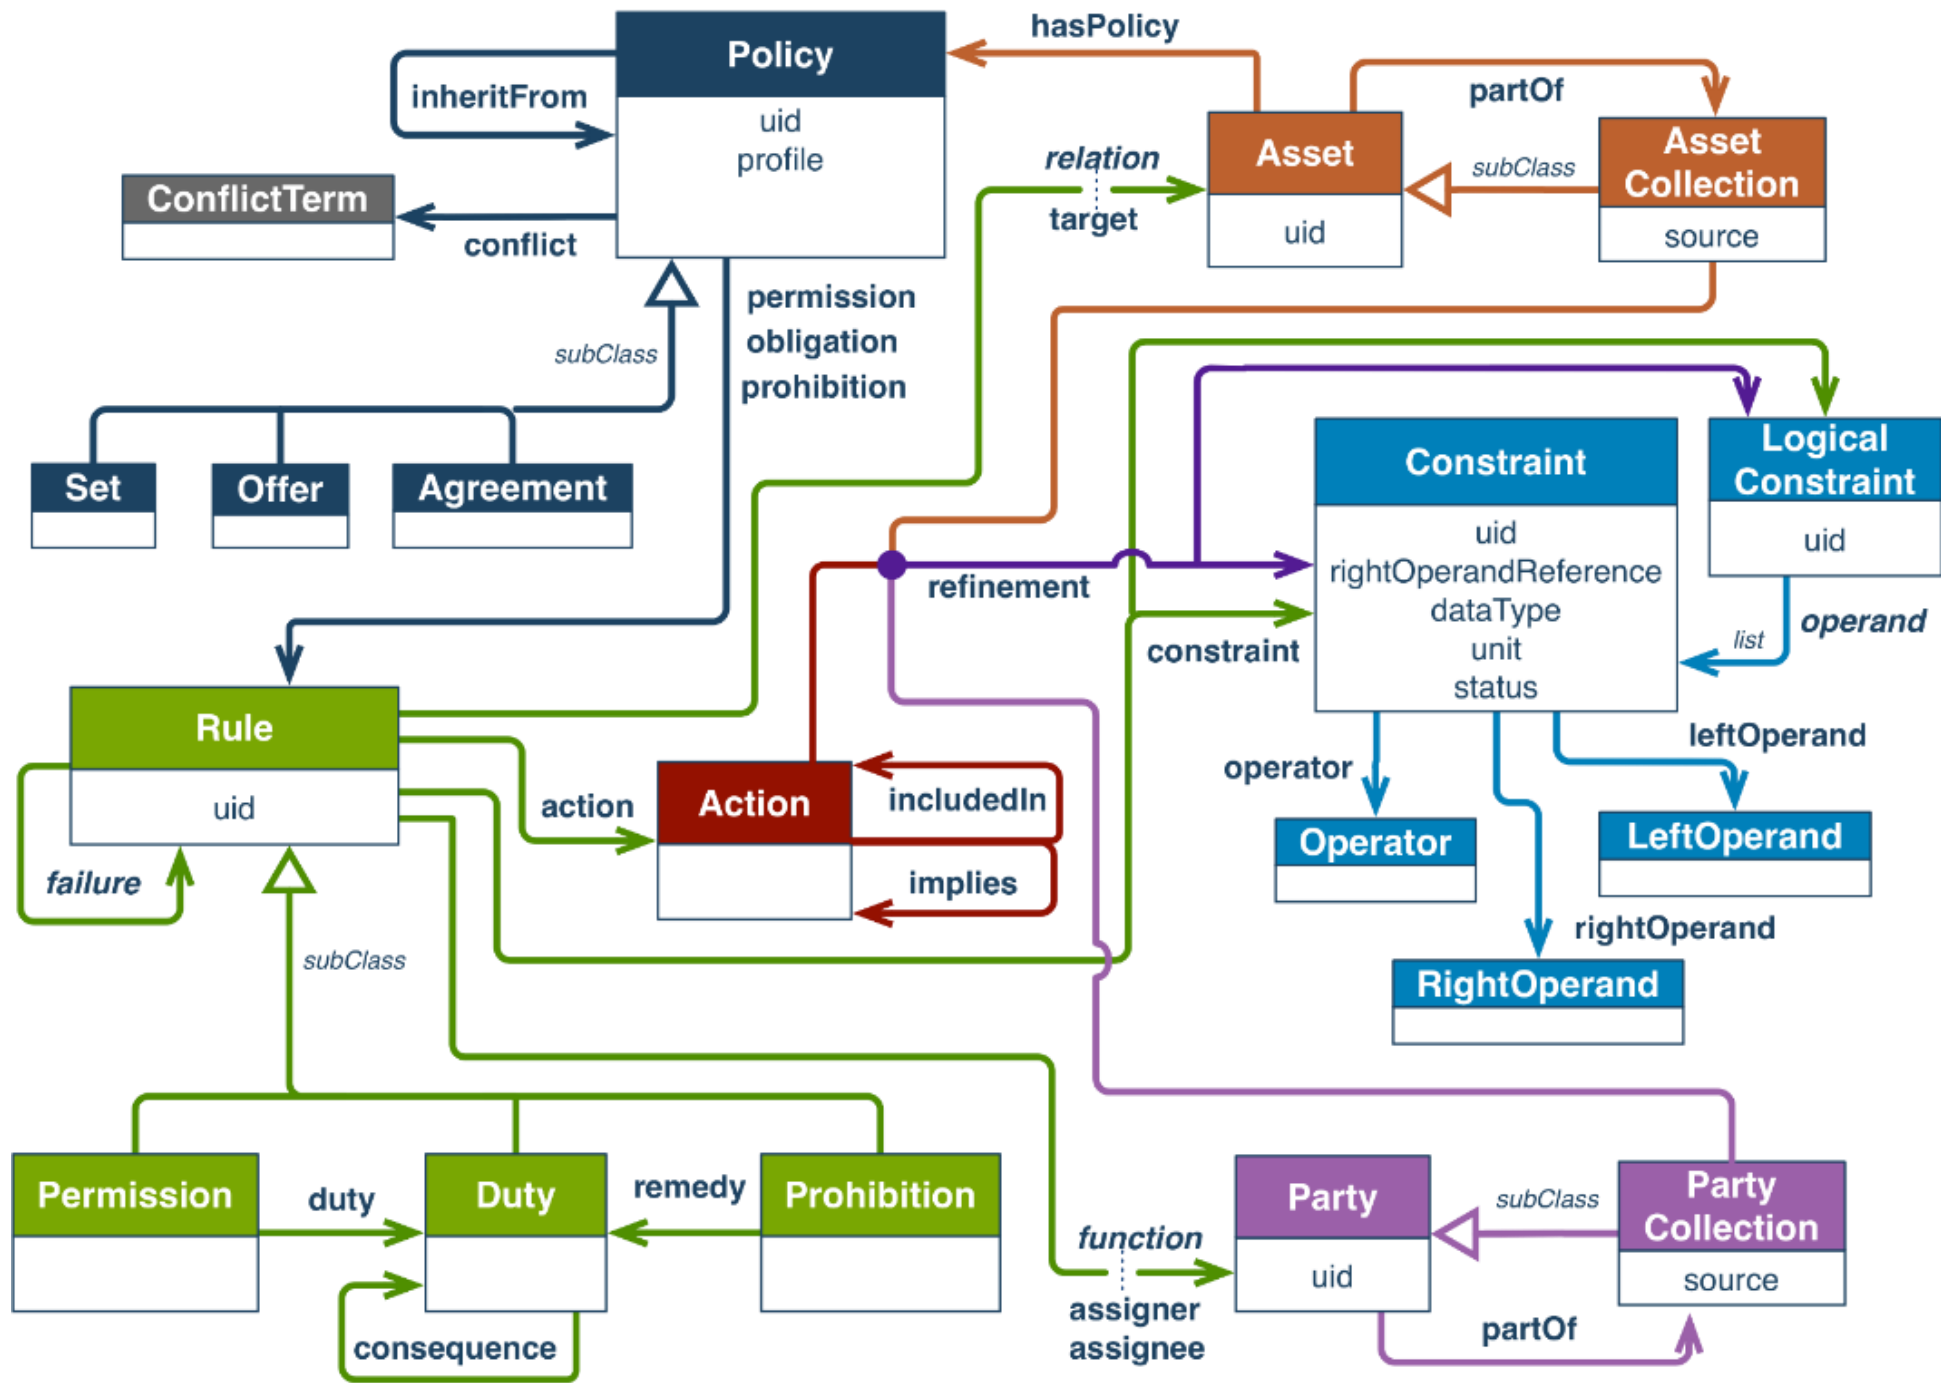 Policy
uid
profile
inheritFrom
hasPolicy
partOf
Asset
uid
Asset
Collection
source
subClass
relation
target
ConflictTerm
conflict
permission
obligation
prohibition
subClass
Set
Offer
Agreement
Constraint
uid
rightOperandReference
dataType
unit
status
Logical
Constraint
uid
refinement
constraint
list
operand
Rule
uid
failure
action
Action
includedIn
implies
operator
leftOperand
Operator
LeftOperand
rightOperand
RightOperand
subClass
Permission
duty
Duty
remedy
Prohibition
consequence
function
assigner
assignee
Party
uid
subClass
Party
Collection
source
partOf